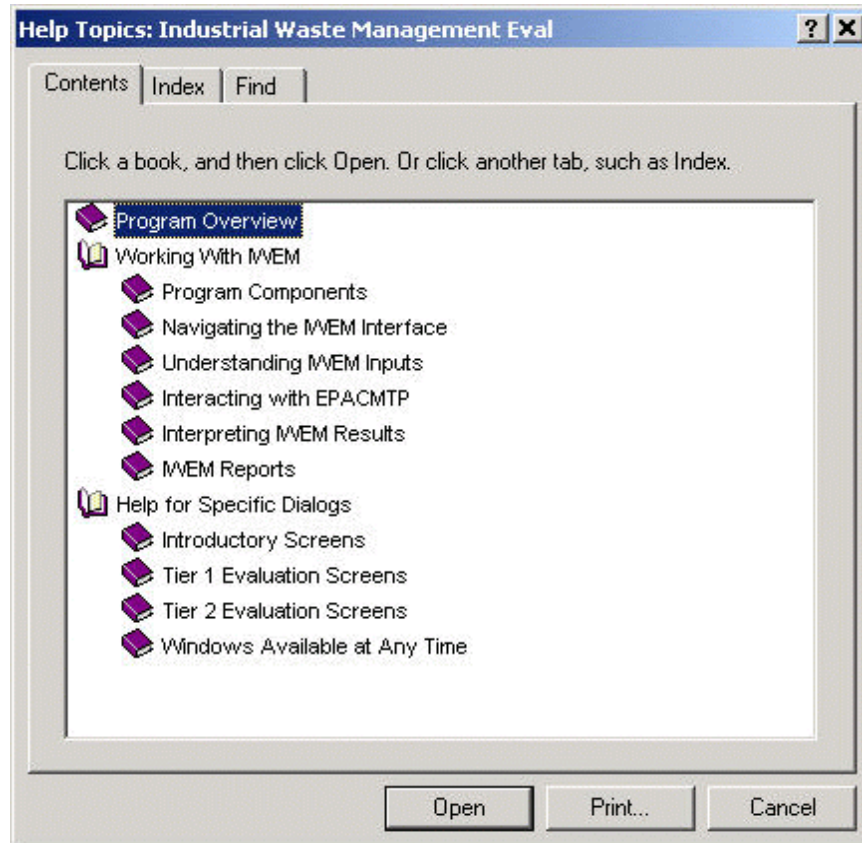 Help Topics: Industrial Waste Management Eval
Contents Index Find
Click a book, and then click Open. Or click another tab, such as Index.
Program Overview
Working With IWEM
Program Components
Navigating the IWEM Interface
Understanding IWEM Inputs
Interacting with EPACMTP
Interpreting IWEM Results
IWEM Reports
Help for Specific Dialogs
Introductory Screens
Tier 1 Evaluation Screens
Tier 2 Evaluation Screens
Windows Available at Any Time
Open Print... Cancel